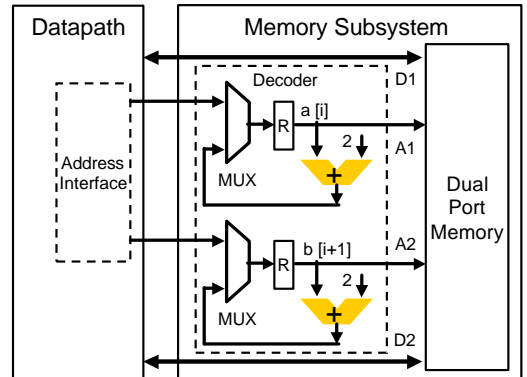 Datapath
Memory Subsystem
Decoder
D1
a [i]
R
2
A1
Address
Interface
+
MUX
Dual
Port
Memory
b [i+1]
A2
R
2
+
MUX
D2